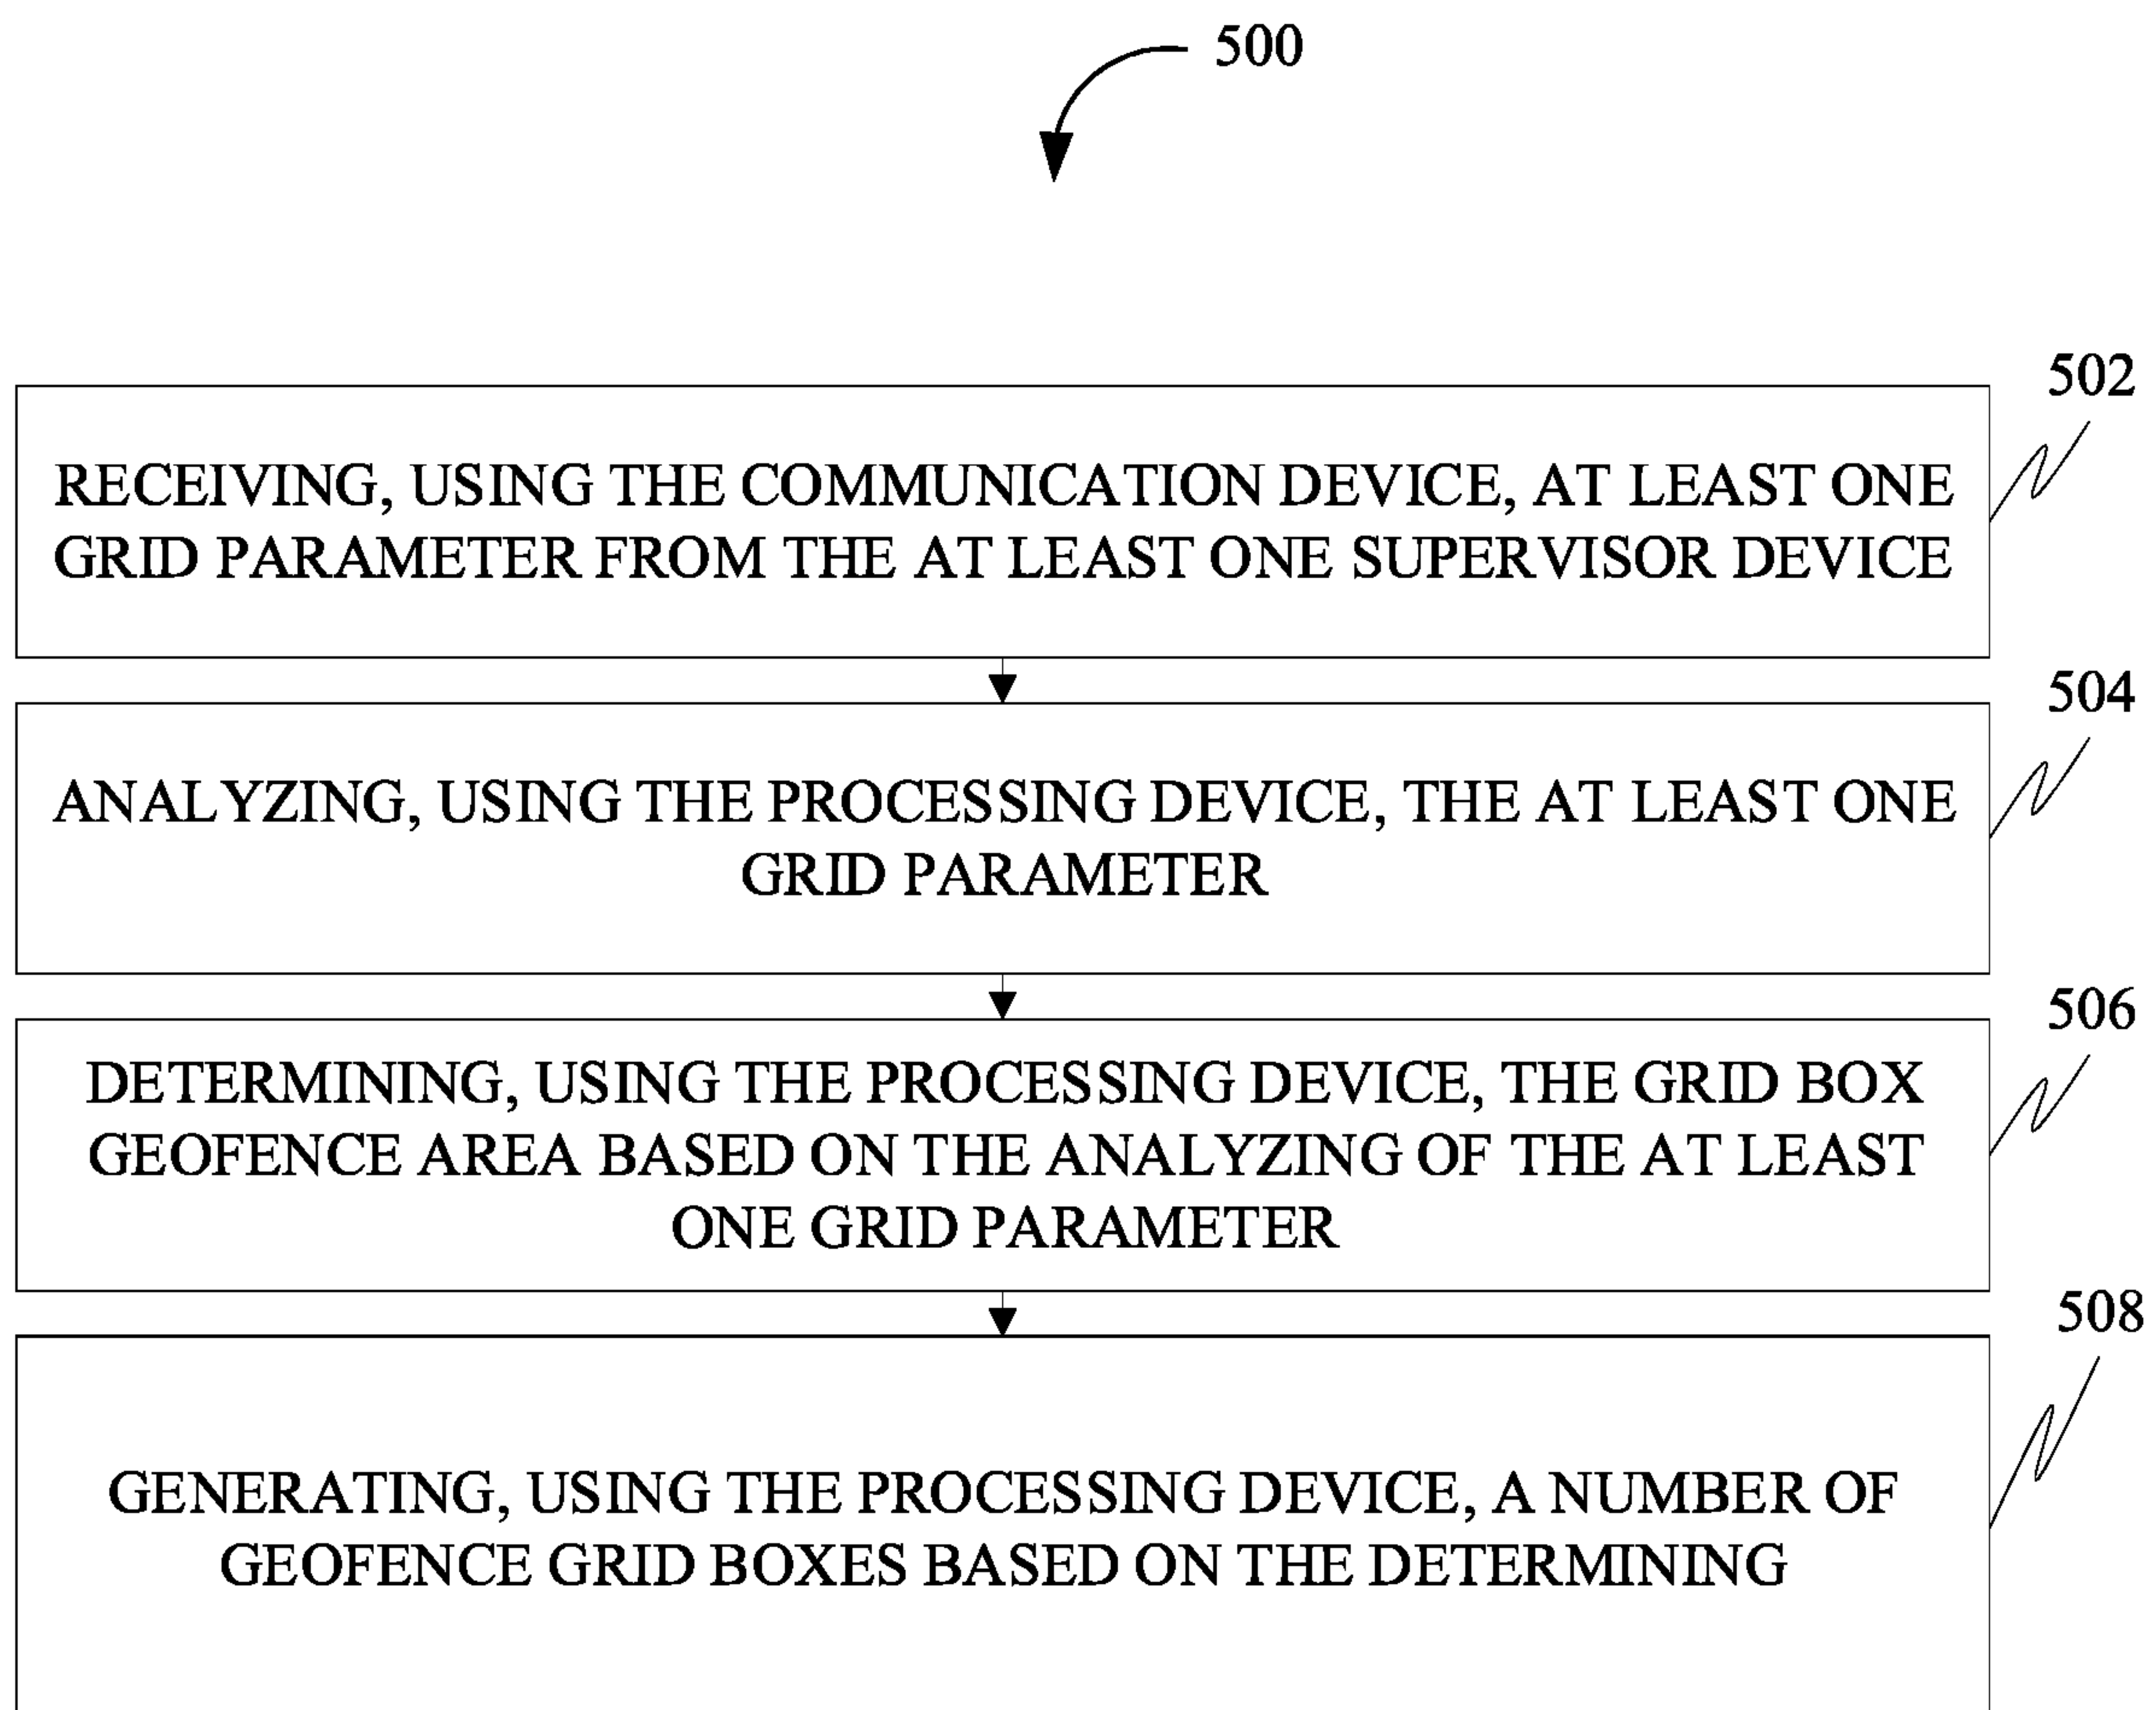 500
502
RECEIVING, USING THE COMMUNICATION DEVICE, AT LEAST ONE
GRID PARAMETER FROM THE AT LEAST ONE SUPERVISOR DEVICE
504
ANALYZING, USING THE PROCESSING DEVICE, THE AT LEAST ONE
GRID PARAMETER
506
DETERMINING, USING THE PROCESSING DEVICE, THE GRID BOX
GEOFENCE AREA BASED ON THE ANALYZING OF THE AT LEAST
ONE GRID PARAMETER
508
GENERATING, USING THE PROCESSING DEVICE, A NUMBER OF
GEOFENCE GRID BOXES BASED ON THE DETERMINING